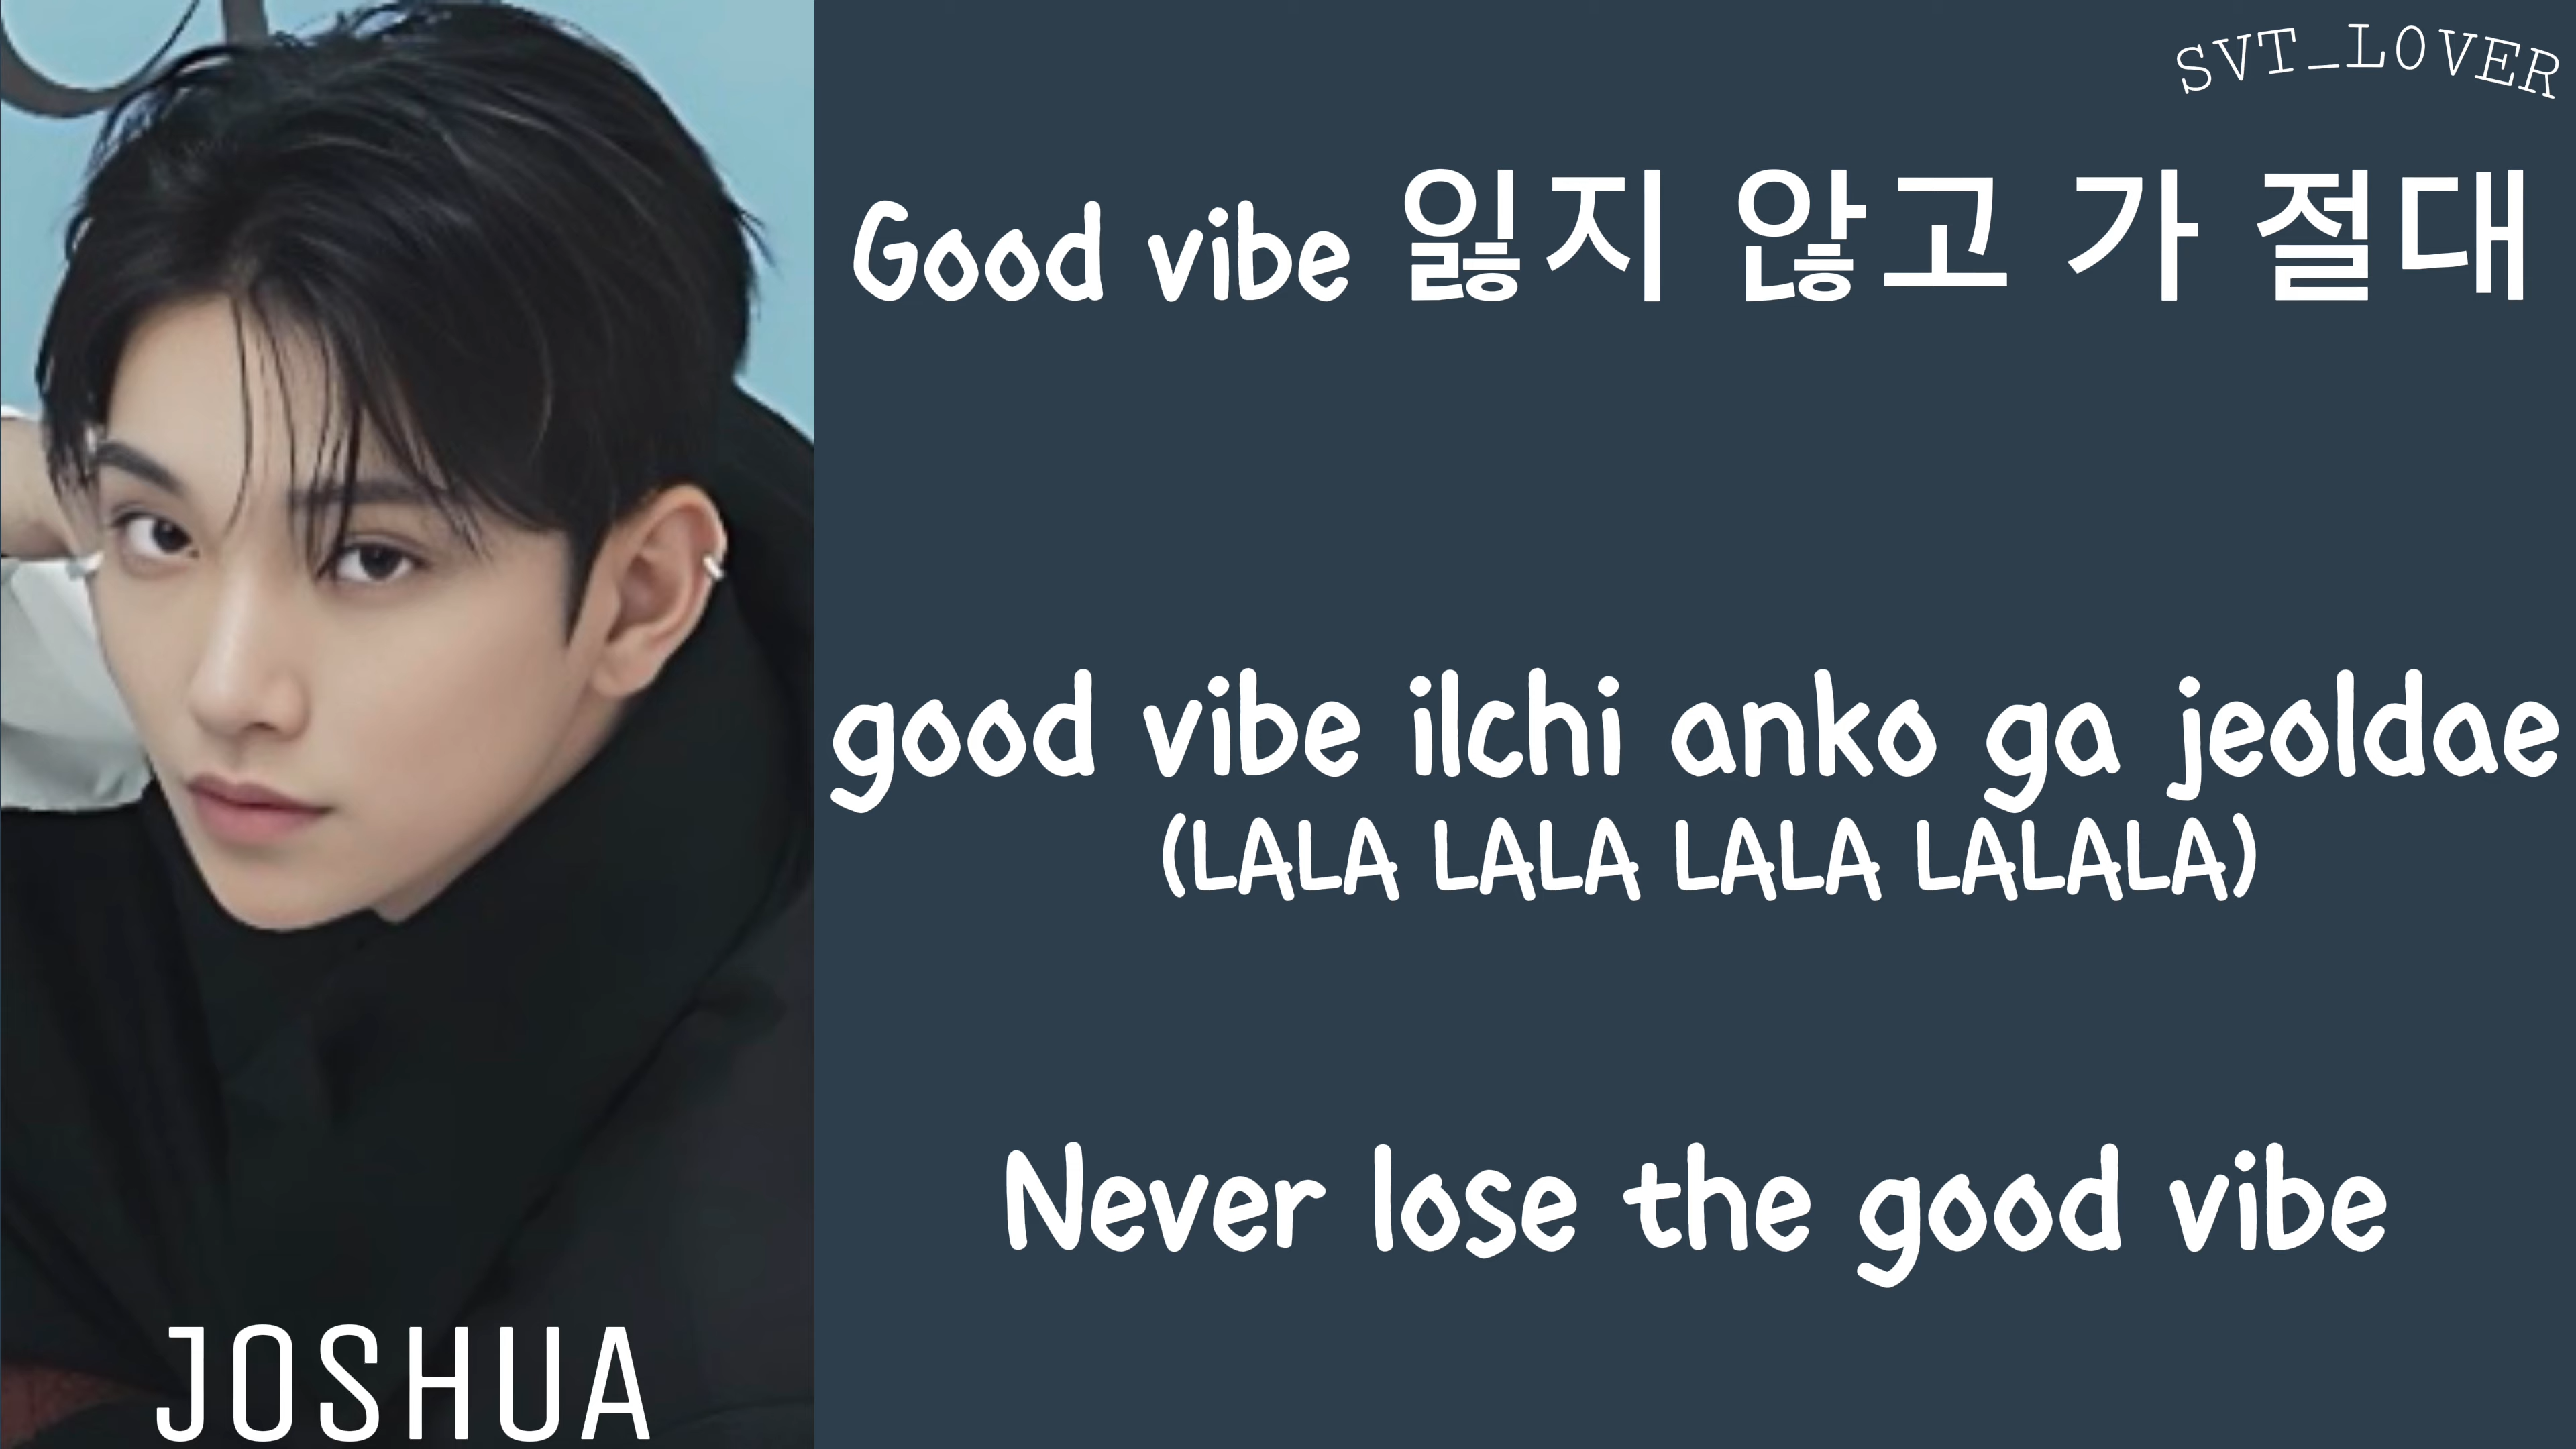 SVT_LOVER
Good vibe 잃지 않고 가 절대
good vibe ilchi anko ga jeoldae
(LALA LALA LALA LALALA)
Never lose the good vibe
JOSHUA